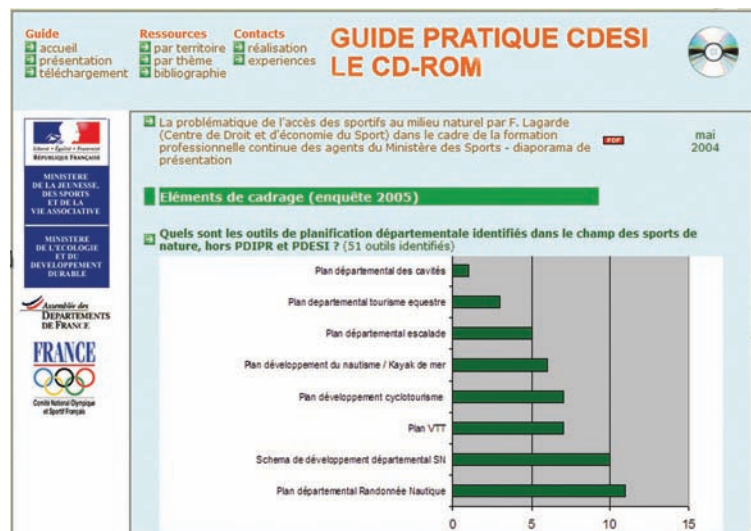 Guide
accueil
présentation
téléchargement
Ressources
par territoire
par thème
bibliographie
Contacts
réalisation
experiences
GUIDE PRATIQUE CDESI
LE CD-ROM
Liberté • Égalité • Fraternité
RÉPUBLIQUE FRANÇAISE
MINISTERE
DE LA JEUNESSE,
DES SPORTS
ET DE LA
VIE ASSOCIATIVE
MINISTERE
DE L'ECOLOGIE
ET DU
DEVELOPPEMENT
DURABLE
Assemblée des
DEPARTEMENTS
DE FRANCE
FRANCE
Comité National Olympique
et Sportif Français
La problématique de l'accès des sportifs au milieu naturel par F. Lagarde
(Centre de Droit et d'économie du Sport) dans le cadre de la formation
professionnelle continue des agents du Ministère des Sports - diaporama de
présentation
PDF
mai
2004
Eléments de cadrage (enquête 2005)
Quels sont les outils de planification départementale identifiés dans le champ des sports de
nature, hors PDIPR et PDESI ? (51 outils identifiés)
Plan départemental des cavités
Plan departemental tourisme equestre
Plan départemental escalade
Plan développement du nautisme / Kayak de mer
Plan développement cyclotourisme
Plan VTT
Schema de développement départemental SN
Plan départemental Randonnée Nautique
0 5 10 15